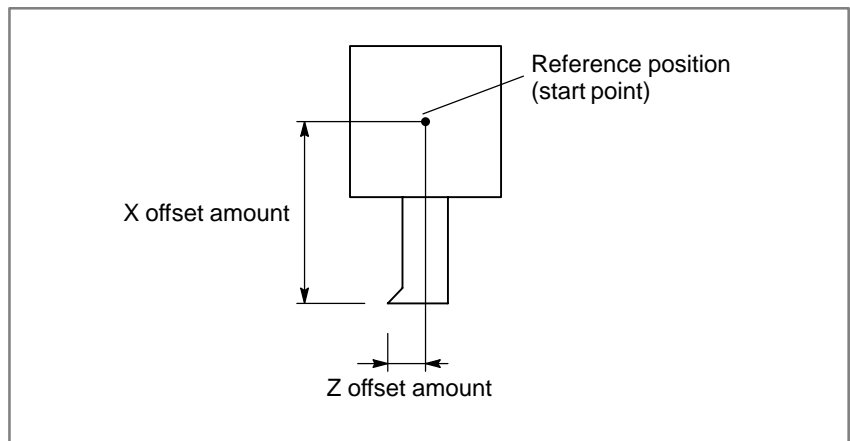 Reference position
(start point)
X offset amount
Z offset amount